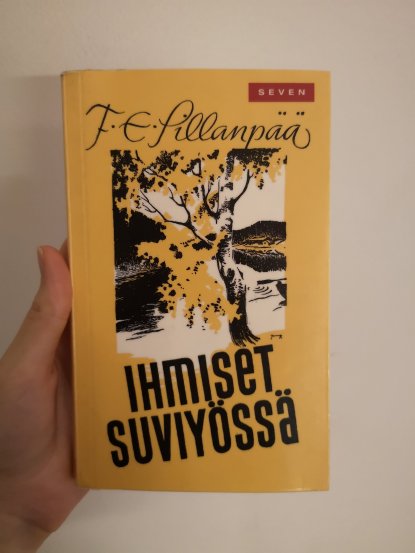 SEVEN
F. E. Sillanpää
IHMISET
SUVIYÖSSÄ